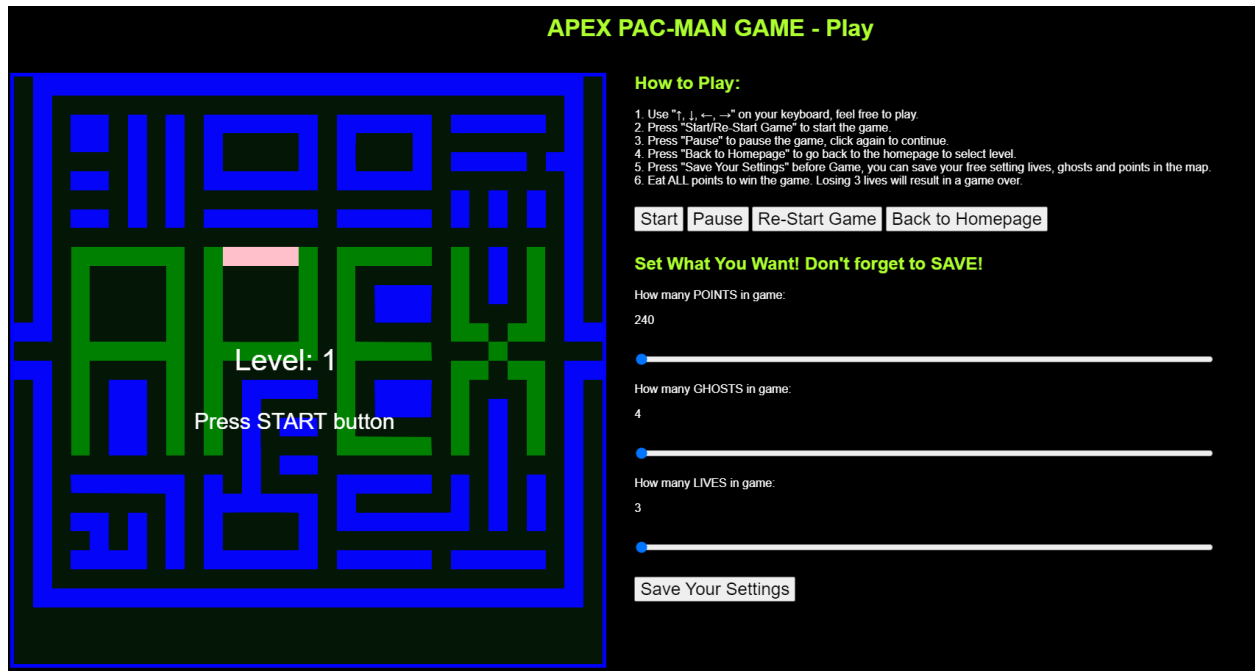 APEX PAC-MAN GAME - Play
Level: 1
Press START button
How to Play:
1. Use "↑, ↓, ←, →" on your keyboard, feel free to play.
2. Press "Start/Re-Start Game" to start the game.
3. Press "Pause" to pause the game, click again to continue.
4. Press "Back to Homepage" to go back to the homepage to select level.
5. Press "Save Your Settings" before Game, you can save your free setting lives, ghosts and points in the map.
6. Eat ALL points to win the game. Losing 3 lives will result in a game over.
Start Pause Re-Start Game Back to Homepage
Set What You Want! Don't forget to SAVE!
How many POINTS in game:
240
How many GHOSTS in game:
4
How many LIVES in game:
3
Save Your Settings